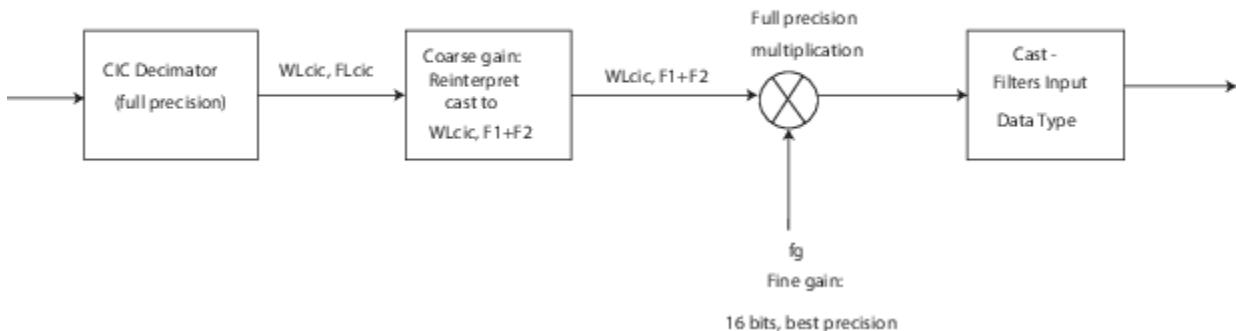 CIC Decimator
(full precision)
WLcic, FLcic
Coarse gain:
Reinterpret
cast to
WLcic, F1+F2
WLcic, F1+F2
Full precision
multiplication
fg
Fine gain:
16 bits, best precision
Cast -
Filters Input
Data Type